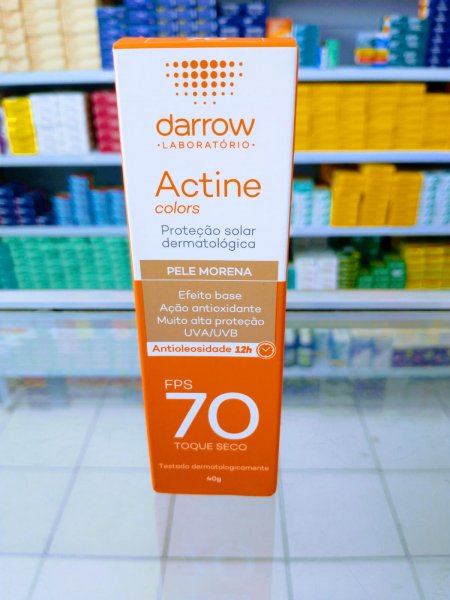 darrow
•LABORATÓRIO•
Actine
colors
Proteção solar
dermatológica
PELE MORENA
Efeito base
Ação antioxidante
Muito alta proteção
UVA/UVB
Antioleosidade 12h
FPS
70
TOQUE SECO
Testado dermatologicamente
40g